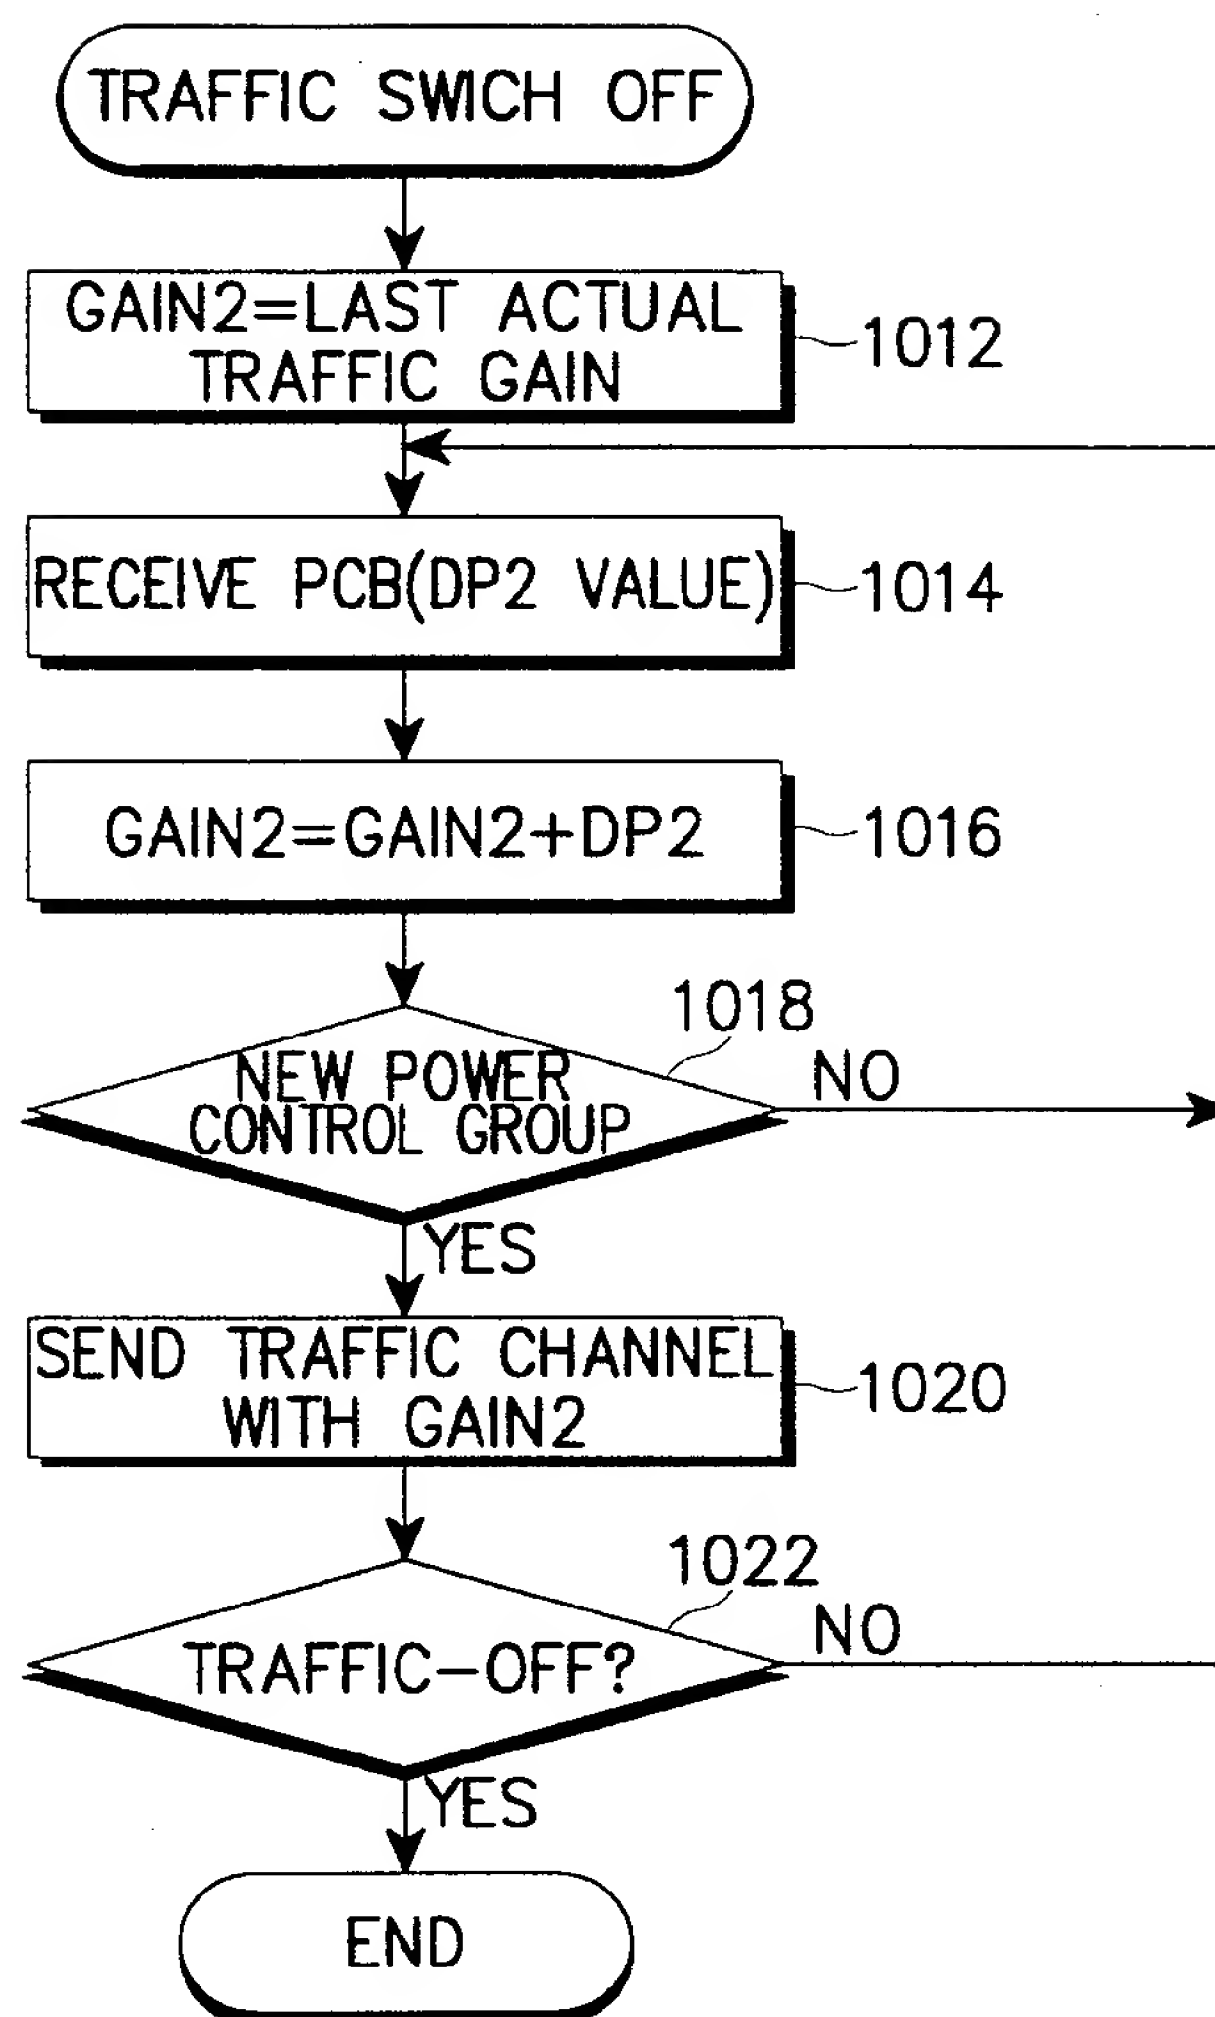 TRAFFIC SWICH OFF
GAIN2=LAST ACTUAL
TRAFFIC GAIN
1012
RECEIVE PCB(DP2 VALUE)
1014
GAIN2=GAIN2+DP2
1016
1018
NEW POWER
CONTROL GROUP
NO
YES
SEND TRAFFIC CHANNEL
WITH GAIN2
1020
1022
TRAFFIC-OFF?
NO
YES
END